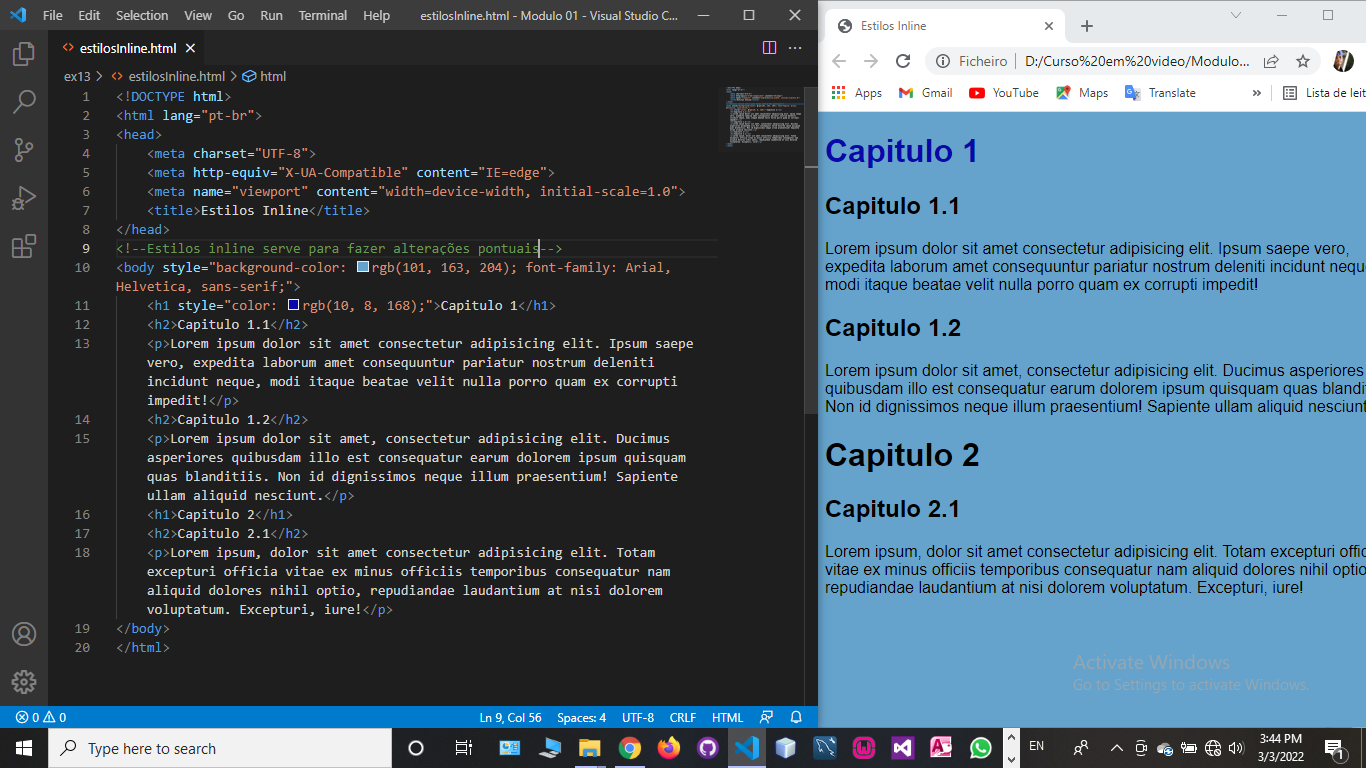 File Edit Selection View Go Run Terminal Help estilosInline.html - Modulo 01 - Visual Studio C...
estilosInline.html
ex13 > estilosInline.html > html
1 <!DOCTYPE html>
2 <html lang="pt-br">
3 <head>
4 <meta charset="UTF-8">
5 <meta http-equiv="X-UA-Compatible" content="IE=edge">
6 <meta name="viewport" content="width=device-width, initial-scale=1.0">
7 <title>Estilos Inline</title>
8 </head>
9 <!--Estilos inline serve para fazer alterações pontuais-->
10 <body style="background-color: rgb(101, 163, 204); font-family: Arial,
Helvetica, sans-serif;">
11 <h1 style="color: rgb(10, 8, 168);">Capitulo 1</h1>
12 <h2>Capitulo 1.1</h2>
13 <p>Lorem ipsum dolor sit amet consectetur adipisicing elit. Ipsum saepe
vero, expedita laborum amet consequuntur pariatur nostrum deleniti
incidunt neque, modi itaque beatae velit nulla porro quam ex corrupti
impedit!</p>
14 <h2>Capitulo 1.2</h2>
15 <p>Lorem ipsum dolor sit amet, consectetur adipisicing elit. Ducimus
asperiores quibusdam illo est consequatur earum dolorem ipsum quisquam
quas blanditiis. Non id dignissimos neque illum praesentium! Sapiente
ullam aliquid nesciunt.</p>
16 <h1>Capitulo 2</h1>
17 <h2>Capitulo 2.1</h2>
18 <p>Lorem ipsum, dolor sit amet consectetur adipisicing elit. Totam
excepturi officia vitae ex minus officiis temporibus consequatur nam
aliquid dolores nihil optio, repudiandae laudantium at nisi dolorem
voluptatum. Excepturi, iure!</p>
19 </body>
20 </html>
0 0 Ln 9, Col 56 Spaces: 4 UTF-8 CRLF HTML
Estilos Inline
Ficheiro D:/Curso%20em%20video/Modulo...
Apps Gmail YouTube Maps Translate » Lista de leit
Capitulo 1
Capitulo 1.1
Lorem ipsum dolor sit amet consectetur adipisicing elit. Ipsum saepe vero,
expedita laborum amet consequuntur pariatur nostrum deleniti incidunt neque
modi itaque beatae velit nulla porro quam ex corrupti impedit!
Capitulo 1.2
Lorem ipsum dolor sit amet, consectetur adipisicing elit. Ducimus asperiores
quibusdam illo est consequatur earum dolorem ipsum quisquam quas blandit
Non id dignissimos neque illum praesentium! Sapiente ullam aliquid nesciunt
Capitulo 2
Capitulo 2.1
Lorem ipsum, dolor sit amet consectetur adipisicing elit. Totam excepturi offic
vitae ex minus officiis temporibus consequatur nam aliquid dolores nihil optio
repudiandae laudantium at nisi dolorem voluptatum. Excepturi, iure!
Activate Windows
Go to Settings to activate Windows.
Type here to search
EN
3:44 PM
3/3/2022
1